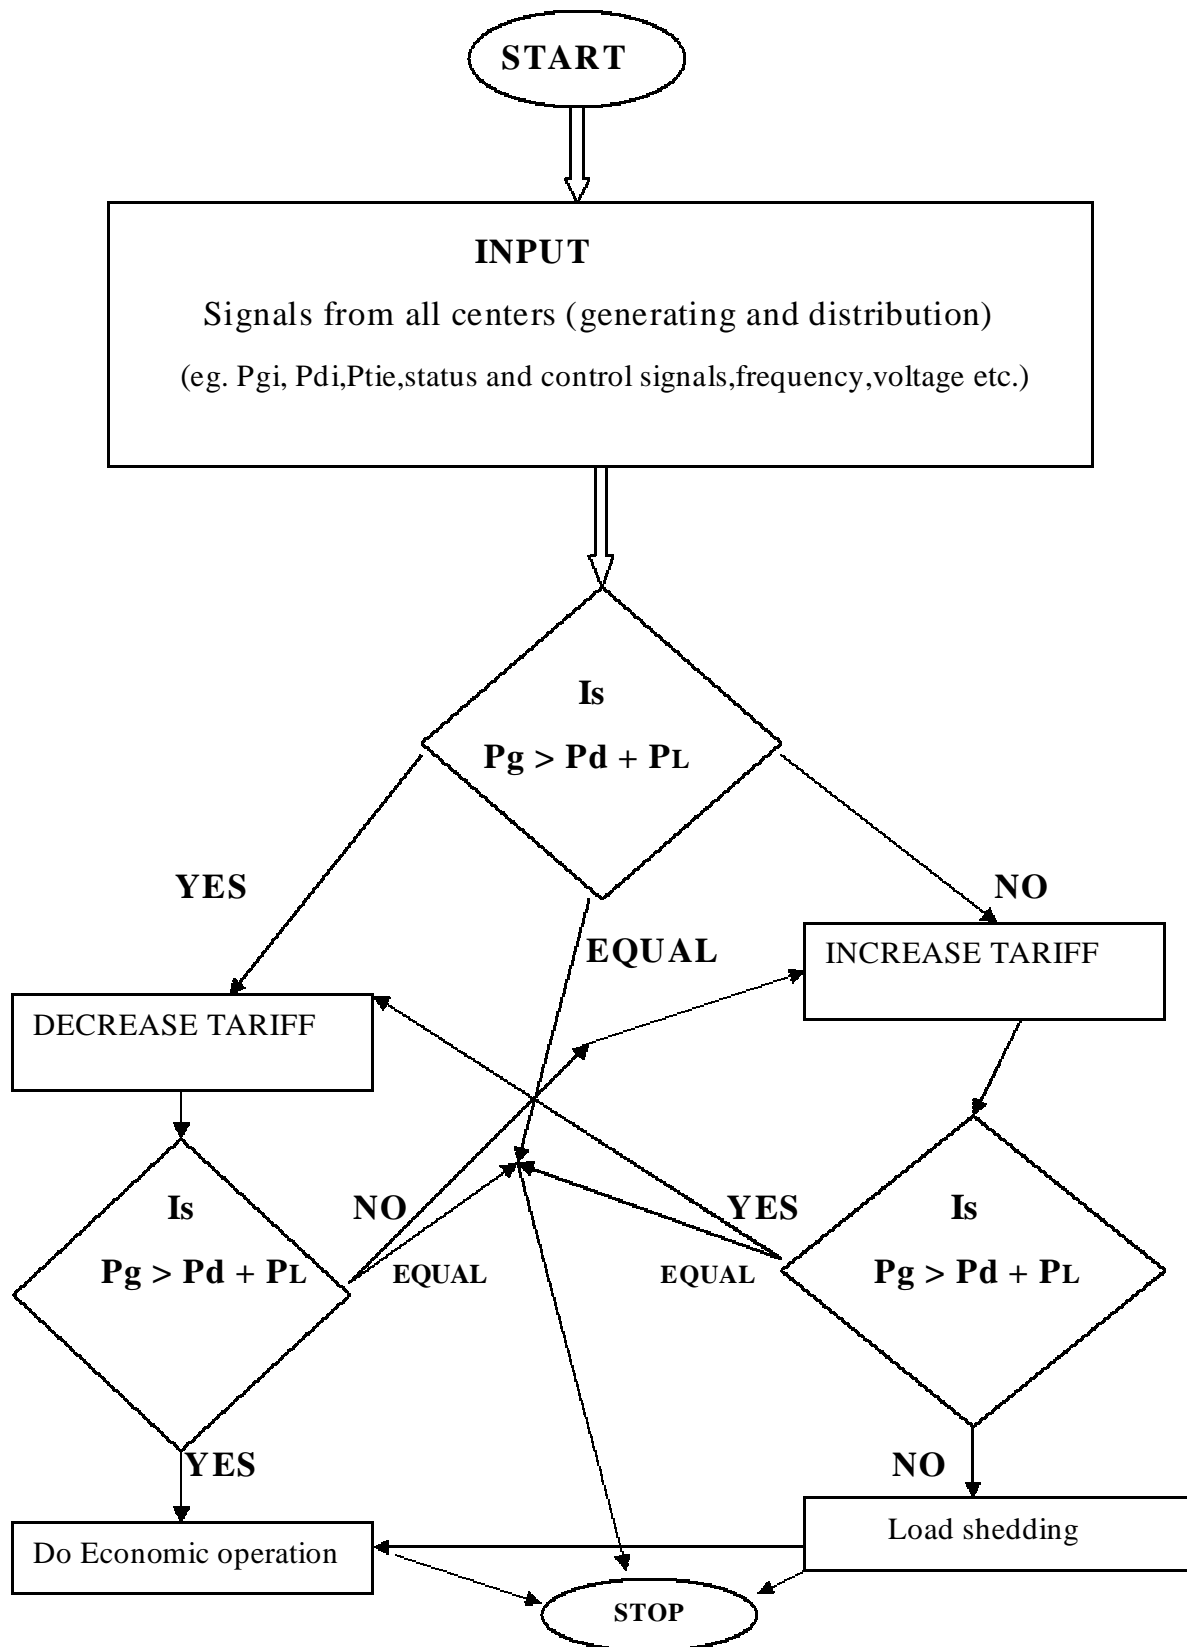 START
INPUT
Signals from all centers (generating and distribution)
(eg. Pgi, Pdi,Ptie,status and control signals,frequency,voltage etc.)
Is
Pg > Pd + PL
YES
NO
EQUAL
INCREASE TARIFF
DECREASE TARIFF
Is
Pg > Pd + PL
NO
EQUAL
YES
EQUAL
Is
Pg > Pd + PL
YES
NO
Do Economic operation
Load shedding
STOP